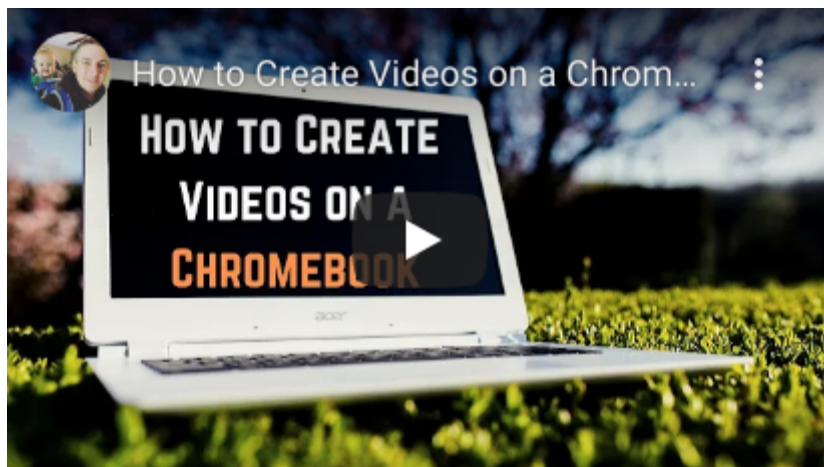 How to Create Videos on a Chrom...
HOW TO CREATE
VIDEOS ON A
CHROMEBOOK
acer